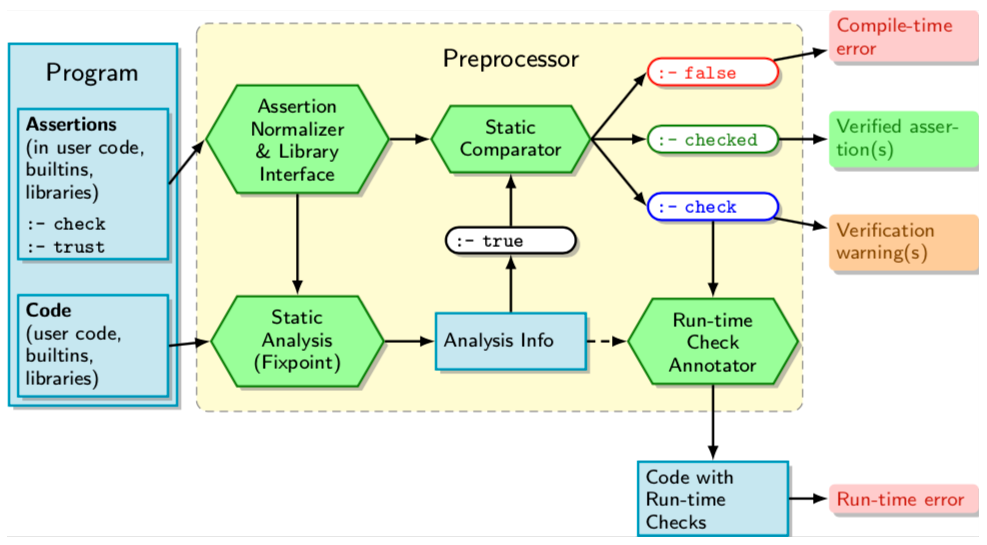 Program
Assertions
(in user code,
builtins,
libraries)
:- check
:- trust
Code
(user code,
builtins,
libraries)
Preprocessor
Assertion
Normalizer
& Library
Interface
Static
Analysis
(Fixpoint)
Static
Comparator
:- true
Analysis Info
:- false
:- checked
:- check
Run-time
Check
Annotator
Code with
Run-time
Checks
Compile-time
error
Verified asser-
tion(s)
Verification
warning(s)
Run-time error